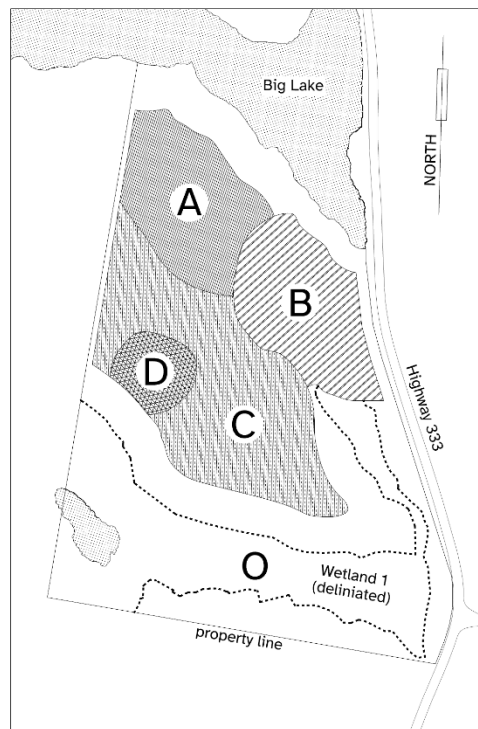 Big Lake
NORTH
A
B
Highway 333
D
C
O
Wetland 1
(deliniated)
property line